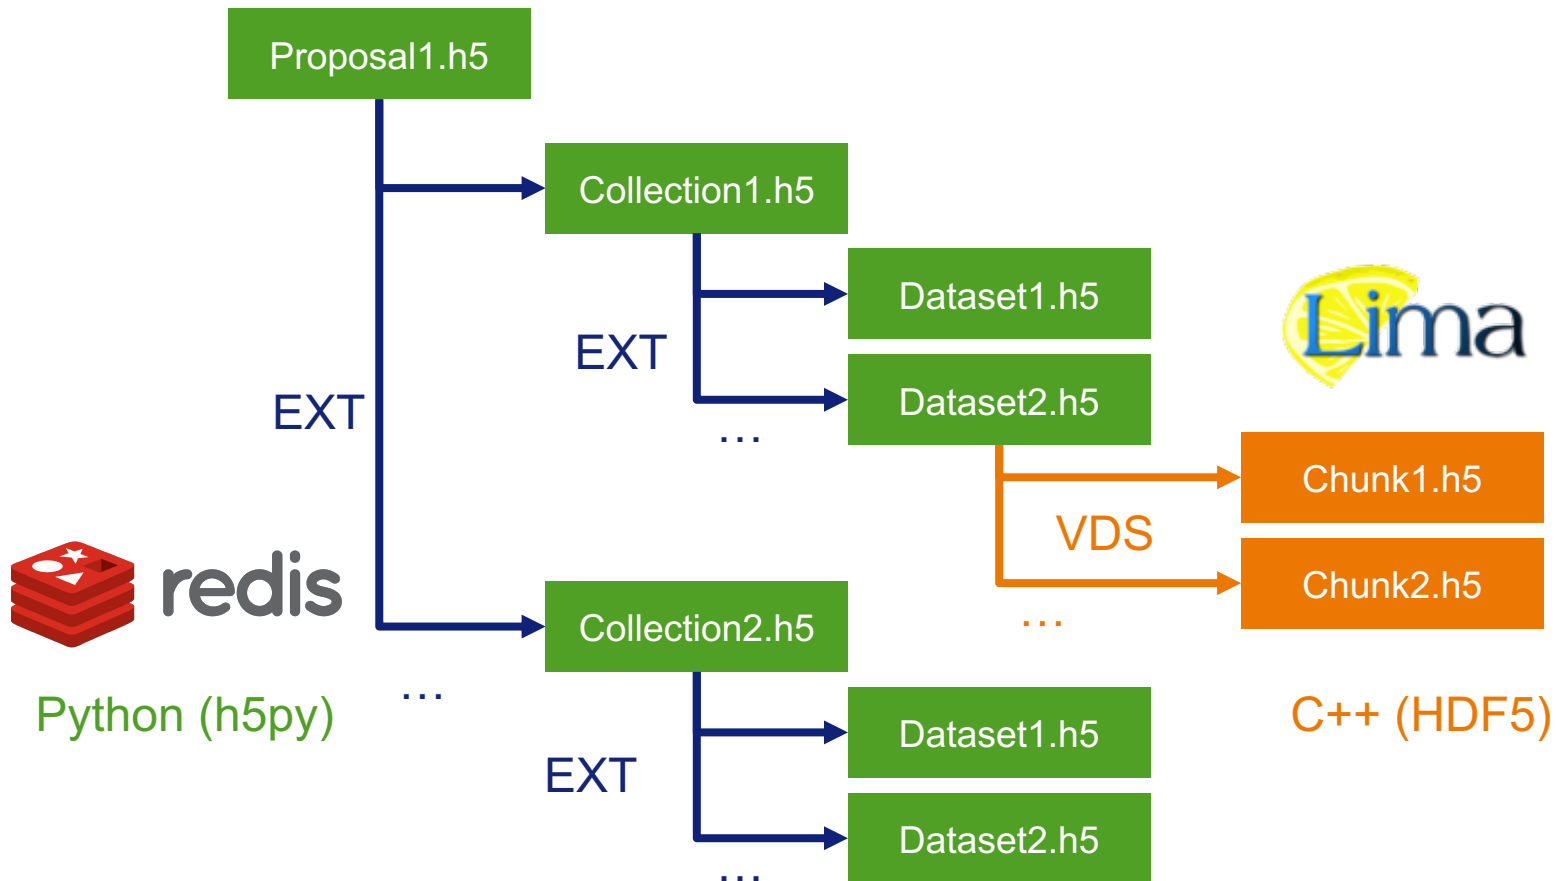 Proposal1.h5
Collection1.h5
Dataset1.h5
Lima
EXT
EXT
Dataset2.h5
...
Chunk1.h5
VDS
Chunk2.h5
redis
Collection2.h5
...
...
Python (h5py)
C++ (HDF5)
Dataset1.h5
EXT
Dataset2.h5
...